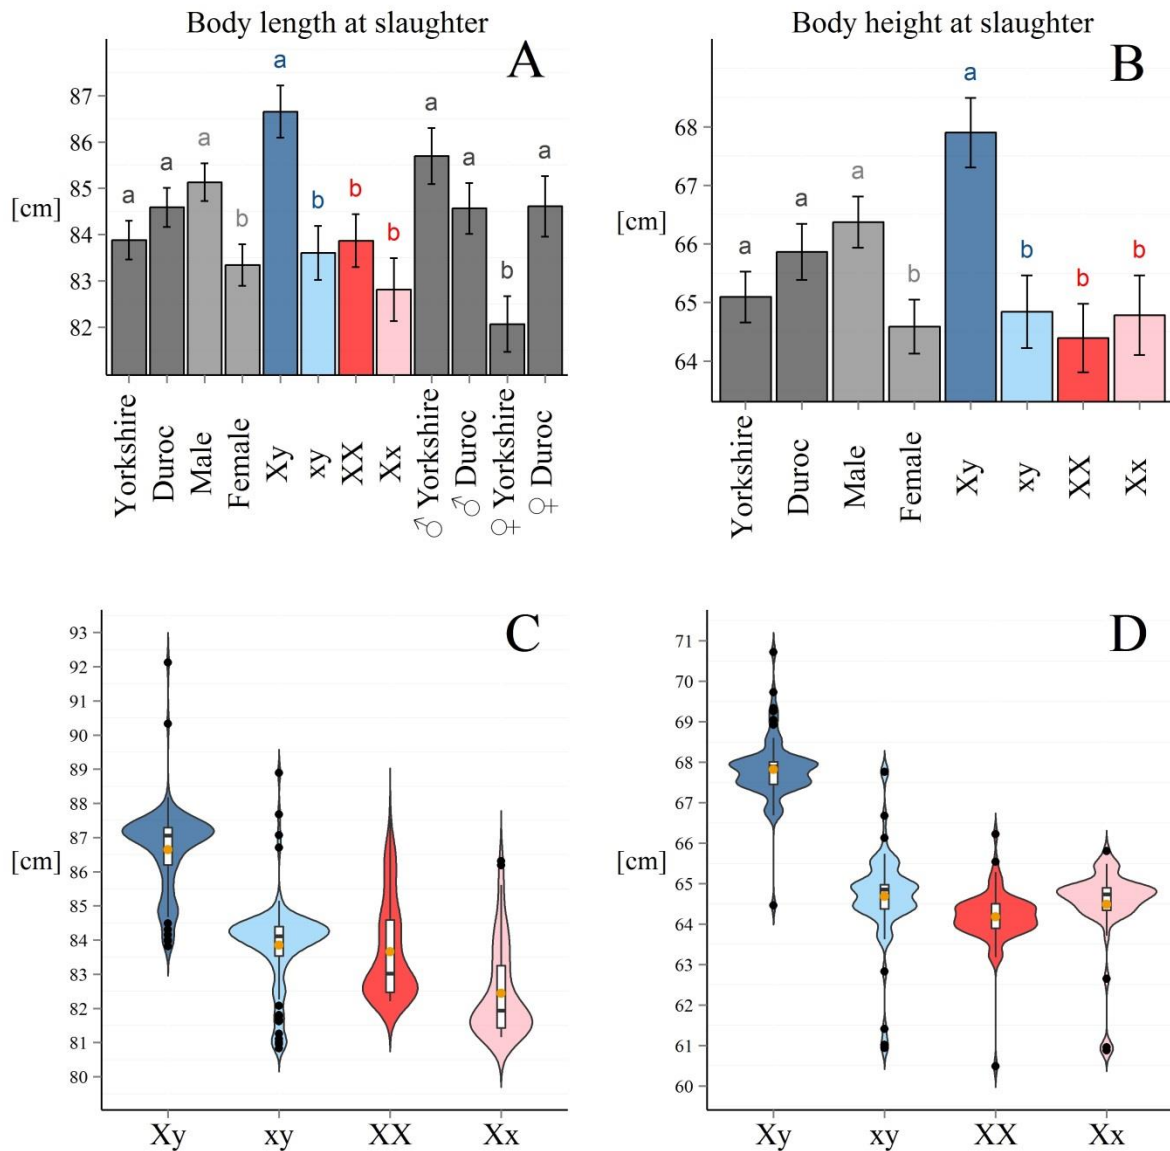 Body length at slaughter
A
[cm]
87
86
85
84
83
82
a
a
a
b
a
b
b
b
a
a
b
a
Yorkshire
Duroc
Male
Female
Xy
xy
XX
Xx
♂ Yorkshire
♂ Duroc
♀ Yorkshire
♀ Duroc
Body height at slaughter
B
[cm]
68
67
66
65
64
a
a
a
b
a
b
b
b
Yorkshire
Duroc
Male
Female
Xy
xy
XX
Xx
C
[cm]
93
92
91
90
89
88
87
86
85
84
83
82
81
80
Xy
xy
XX
Xx
D
[cm]
71
70
69
68
67
66
65
64
63
62
61
60
Xy
xy
XX
Xx